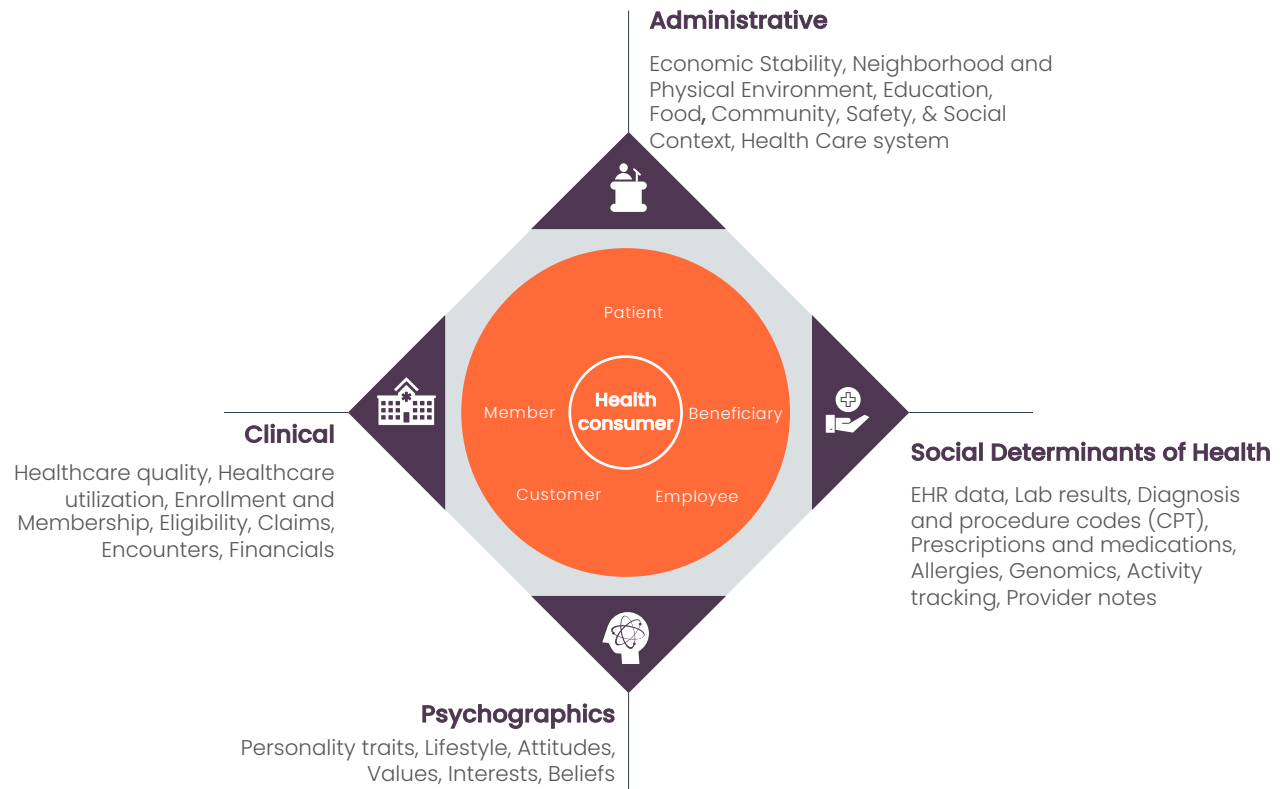 Administrative
Economic Stability, Neighborhood and
Physical Environment, Education,
Food, Community, Safety, & Social
Context, Health Care system
Patient
Member
Health
consumer
Beneficiary
Customer
Employee
Clinical
Healthcare quality, Healthcare
utilization, Enrollment and
Membership, Eligibility, Claims,
Encounters, Financials
Social Determinants of Health
EHR data, Lab results, Diagnosis
and procedure codes (CPT),
Prescriptions and medications,
Allergies, Genomics, Activity
tracking, Provider notes
Psychographics
Personality traits, Lifestyle, Attitudes,
Values, Interests, Beliefs